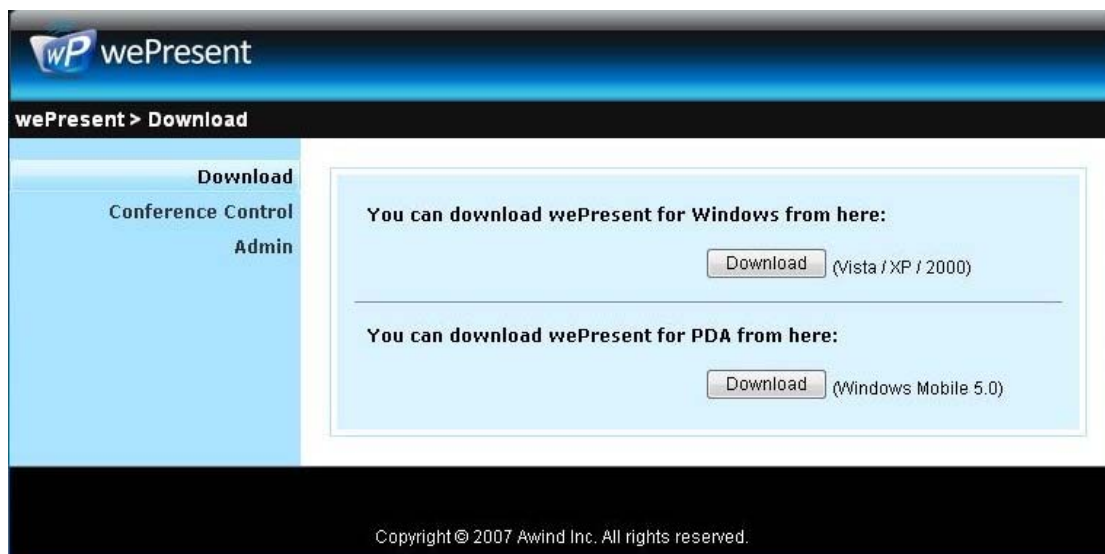 wP wePresent
wePresent > Download
Download
Conference Control
Admin
You can download wePresent for Windows from here:
Download (Vista / XP / 2000)
You can download wePresent for PDA from here:
Download (Windows Mobile 5.0)
Copyright © 2007 Awind Inc. All rights reserved.